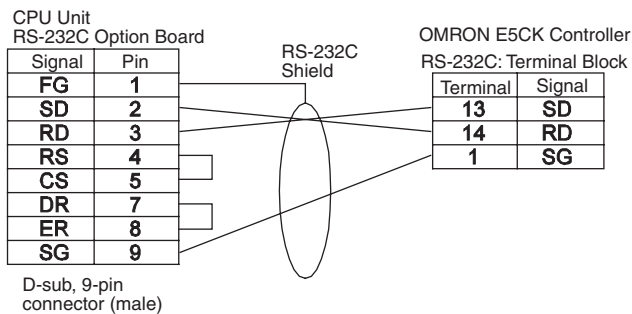 CPU Unit
RS-232C Option Board
Signal Pin
FG 1
SD 2
RD 3
RS 4
CS 5
DR 7
ER 8
SG 9
D-sub, 9-pin
connector (male)
RS-232C
Shield
OMRON E5CK Controller
RS-232C: Terminal Block
Terminal Signal
13 SD
14 RD
1 SG